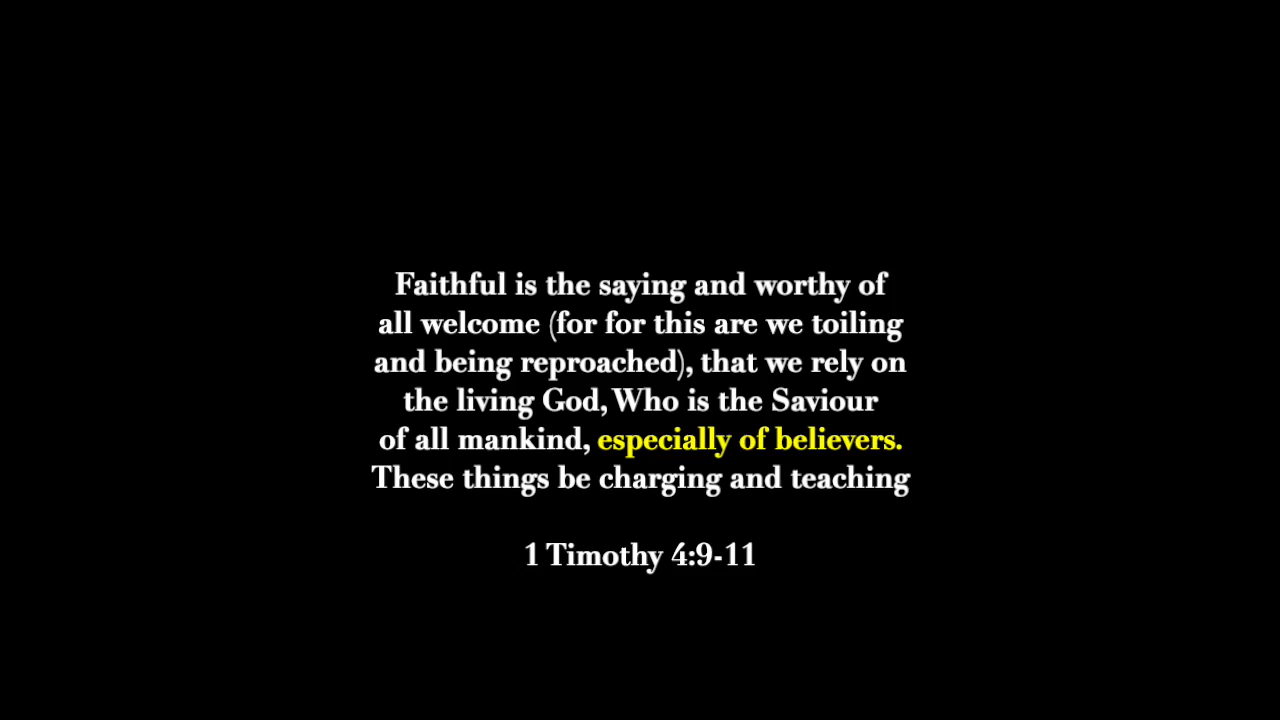 Faithful is the saying and worthy of
all welcome (for for this are we toiling
and being reproached), that we rely on
the living God, Who is the Saviour
of all mankind, especially of believers.
These things be charging and teaching
1 Timothy 4:9-11